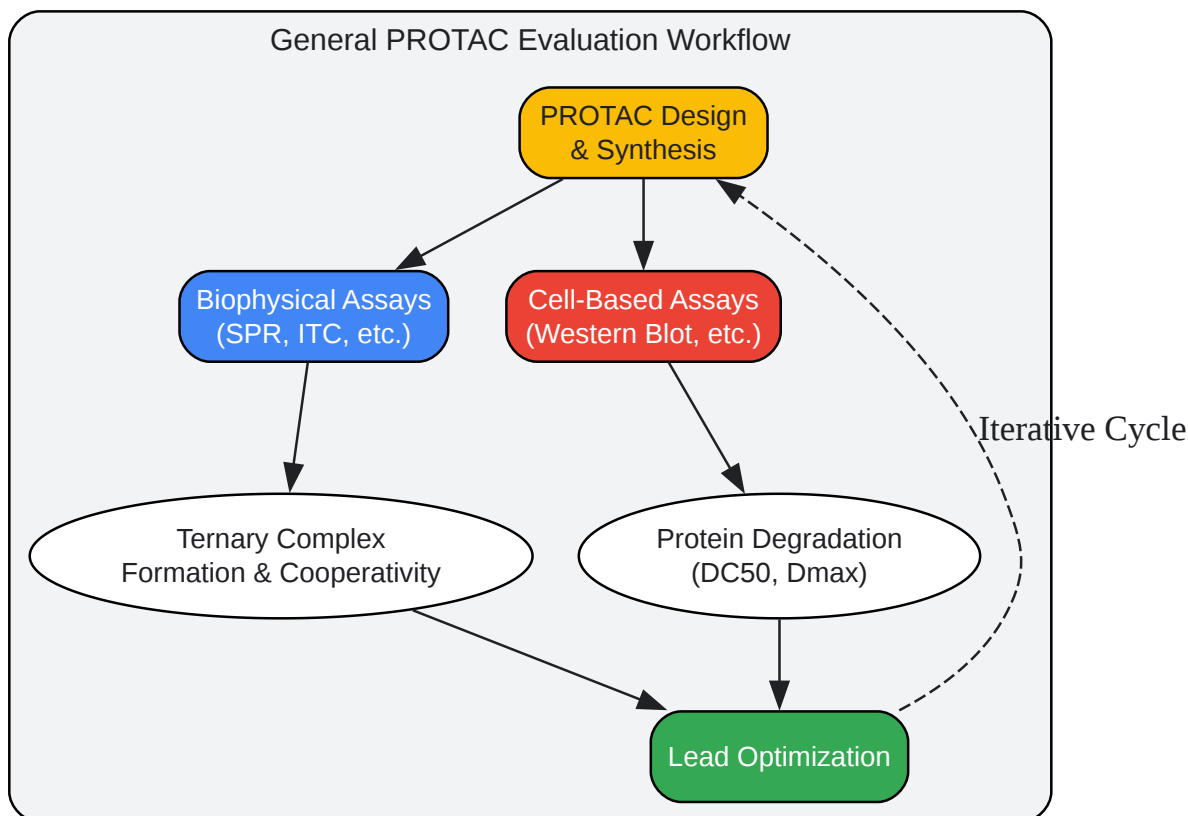 General PROTAC Evaluation Workflow
PROTAC Design
& Synthesis
Biophysical Assays
(SPR, ITC, etc.)
Cell-Based Assays
(Western Blot, etc.)
Iterative Cycle
Ternary Complex
Formation & Cooperativity
Protein Degradation
(DC50, Dmax)
Lead Optimization